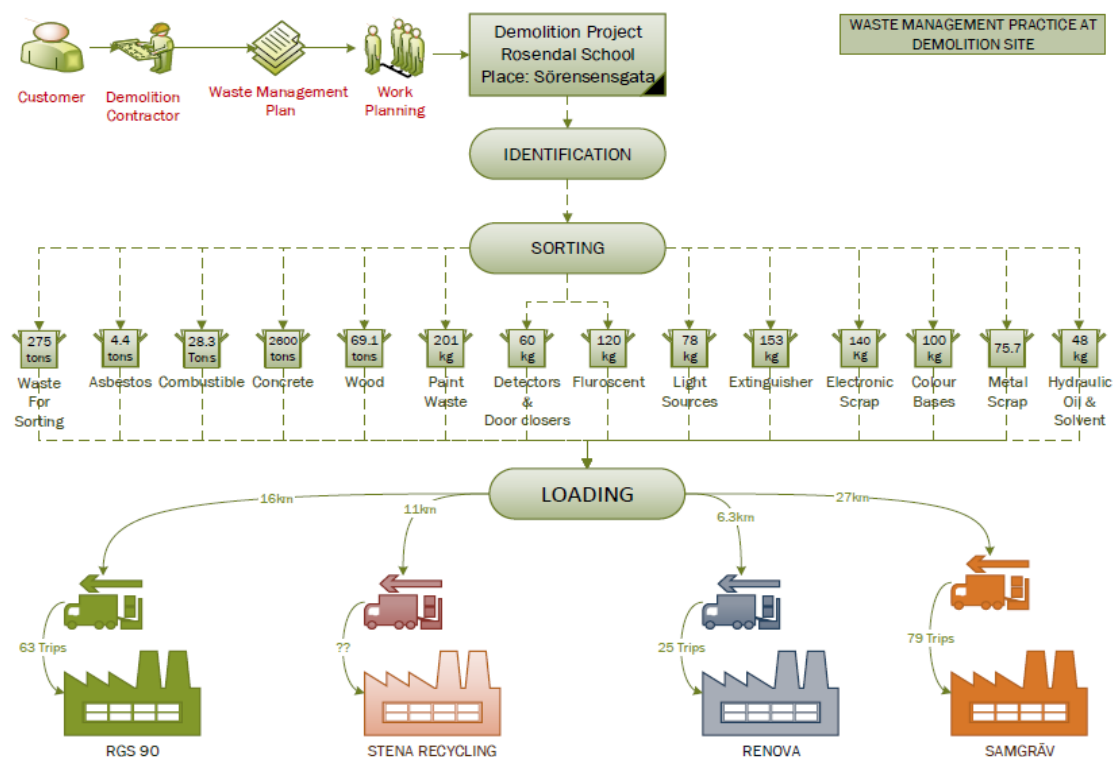 WASTE MANAGEMENT PRACTICE AT
DEMOLITION SITE
Customer
Demolition
Contractor
Waste Management
Plan
Work
Planning
Demolition Project
Rosendal School
Place: Sörensensgata
IDENTIFICATION
SORTING
275
tons
Waste
For
Sorting
4.4
tons
Asbestos
28.3
Tons
Combustible
2600
tons
Concrete
69.1
tons
Wood
201
kg
Paint
Waste
60
kg
Detectors
&
Door closers
120
kg
Fluroscent
78
kg
Light
Sources
153
kg
Extinguisher
140
Kg
Electronic
Scrap
100
kg
Colour
Bases
75.7
Metal
Scrap
48
kg
Hydraulic
Oil &
Solvent
LOADING
16km
11km
6.3km
27km
63 Trips
??
25 Trips
79 Trips
RGS 90
STENA RECYCLING
RENOVA
SAMGRÄV